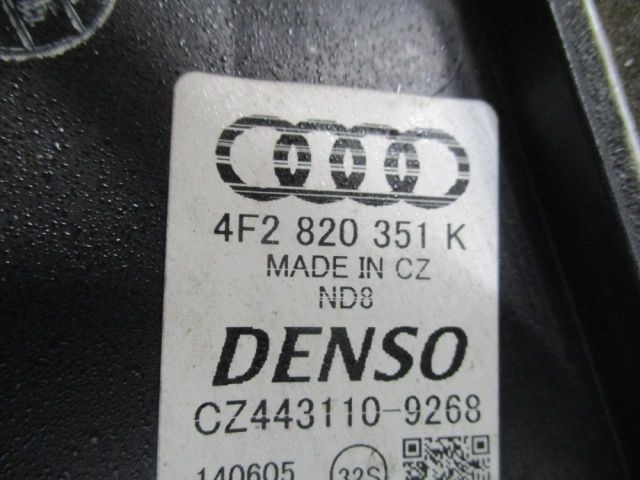 4F2 820 351 K
MADE IN CZ
ND8
DENSO
CZ443110-9268
140605 32S